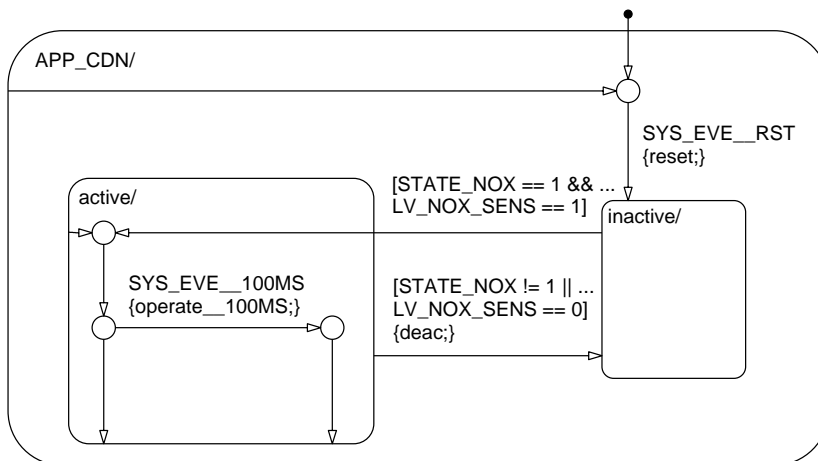 APP_CDN/
SYS_EVE__RST
{reset;}
[STATE_NOX == 1 && ...
LV_NOX_SENS == 1]
active/
inactive/
SYS_EVE__100MS
{operate__100MS;}
[STATE_NOX != 1 || ...
LV_NOX_SENS == 0]
{deac;}